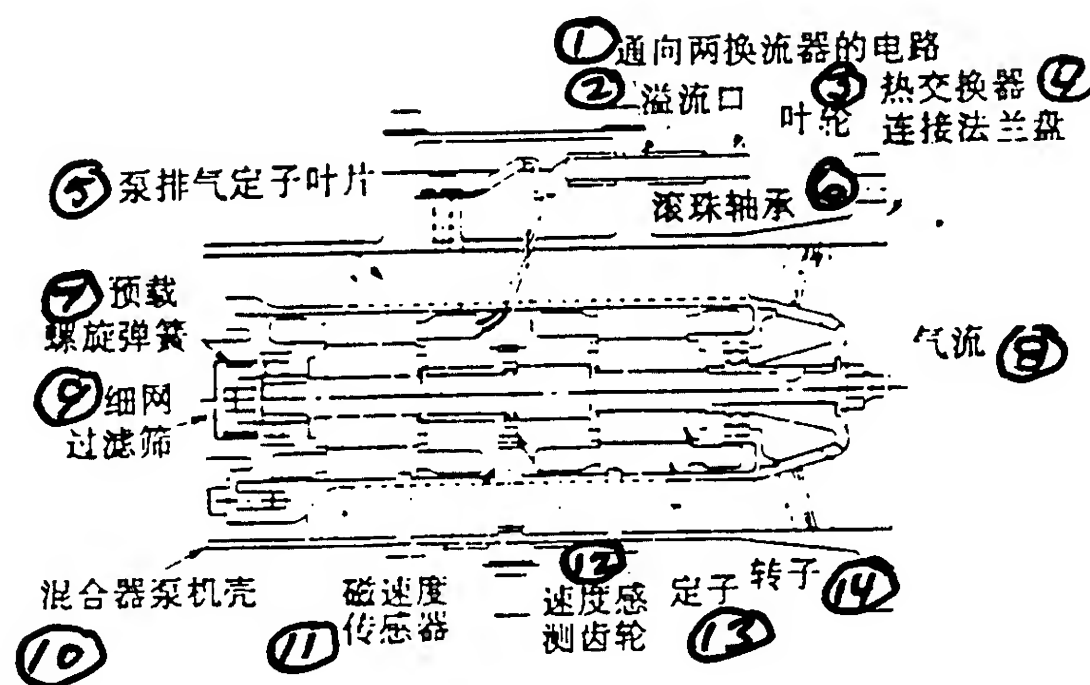 ① 通向两换流器的电路
② 溢流口
③ 叶轮
热交换器 ④
连接法兰盘
⑤ 泵排气定子叶片
滚珠轴承 ⑥
⑦ 预载
螺旋弹簧
气流 ⑧
⑨ 细网
过滤筛
混合器泵机壳
⑩
⑪ 磁速度
传感器
⑫ 速度感
测齿轮
定子
⑬
转子 ⑭